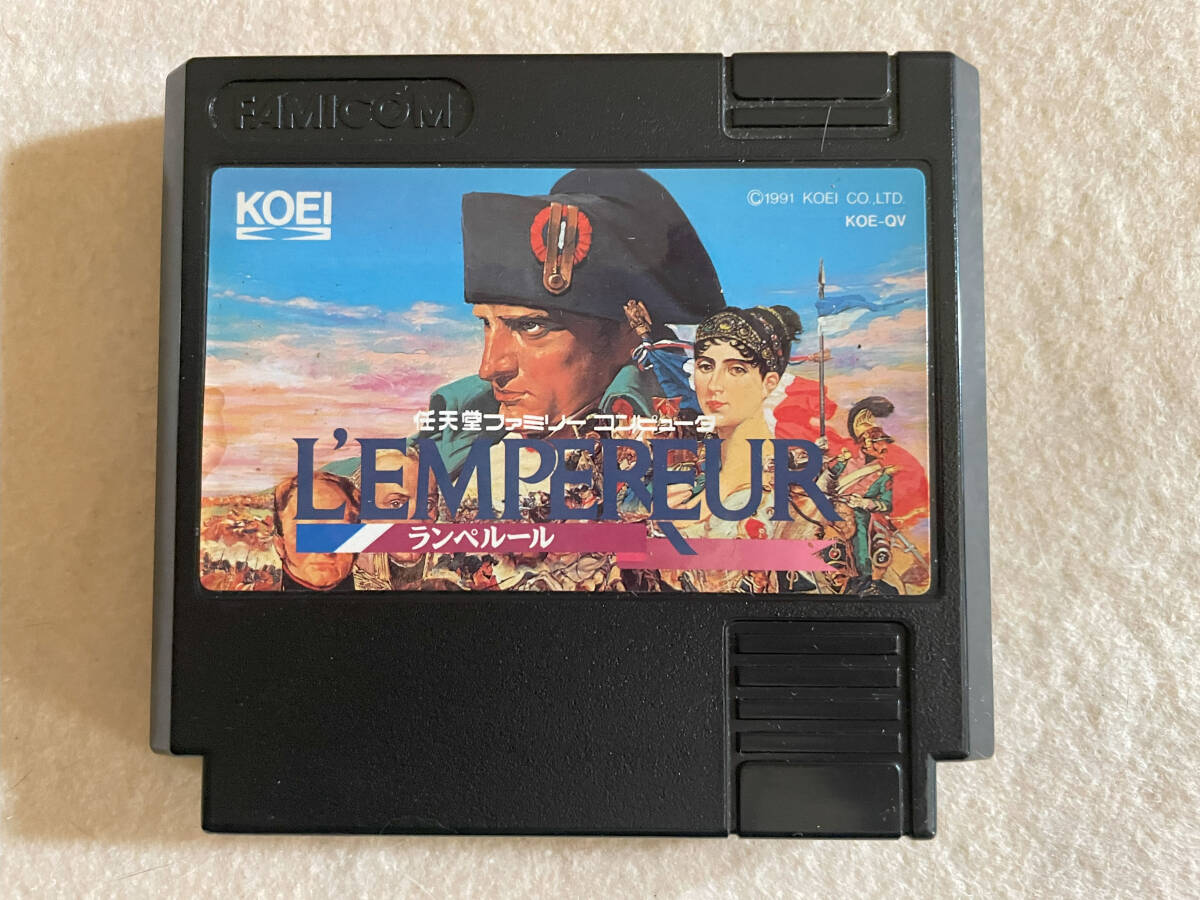 FAMICOM
KOEI
©1991 KOEI CO.,LTD.
KOE-QV
任天堂ファミリーコンピュータ
L'EMPEREUR
ランペルール